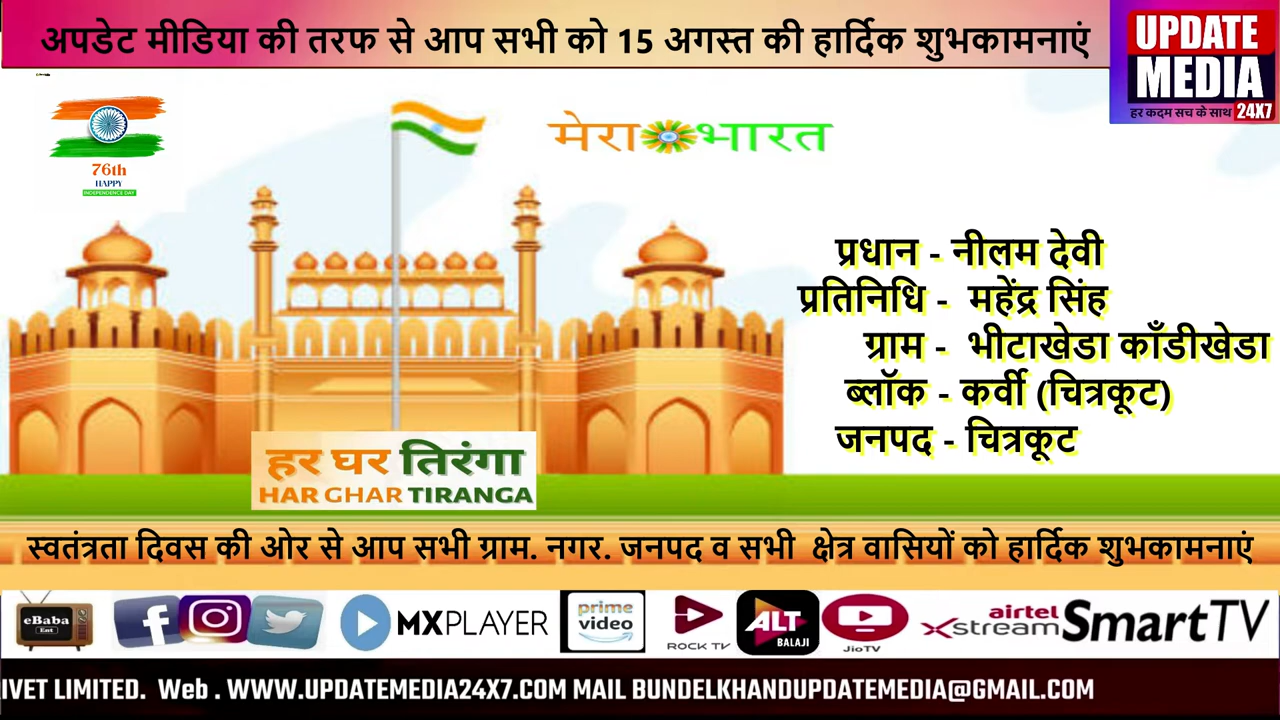 अपडेट मीडिया की तरफ से आप सभी को 15 अगस्त की हार्दिक शुभकामनाएं
UPDATE
MEDIA
हर कदम सच के साथ 24X7
76th
HAPPY
INDEPENDENCE DAY
मेरा भारत
प्रधान - नीलम देवी
प्रतिनिधि - महेंद्र सिंह
ग्राम - भीटाखेडा काँडीखेडा
ब्लॉक - कर्वी (चित्रकूट)
जनपद - चित्रकूट
हर घर तिरंगा
HAR GHAR TIRANGA
स्वतंत्रता दिवस की ओर से आप सभी ग्राम. नगर. जनपद व सभी क्षेत्र वासियों को हार्दिक शुभकामनाएं
eBaba
Ent
f
MXPLAYER
prime
video
ROCK TV
ALT
BALAJI
JioTV
airtel
Xstream
SmartTV
IVET LIMITED. Web . WWW.UPDATEMEDIA24X7.COM MAIL BUNDELKHANDUPDATEMEDIA@GMAIL.COM